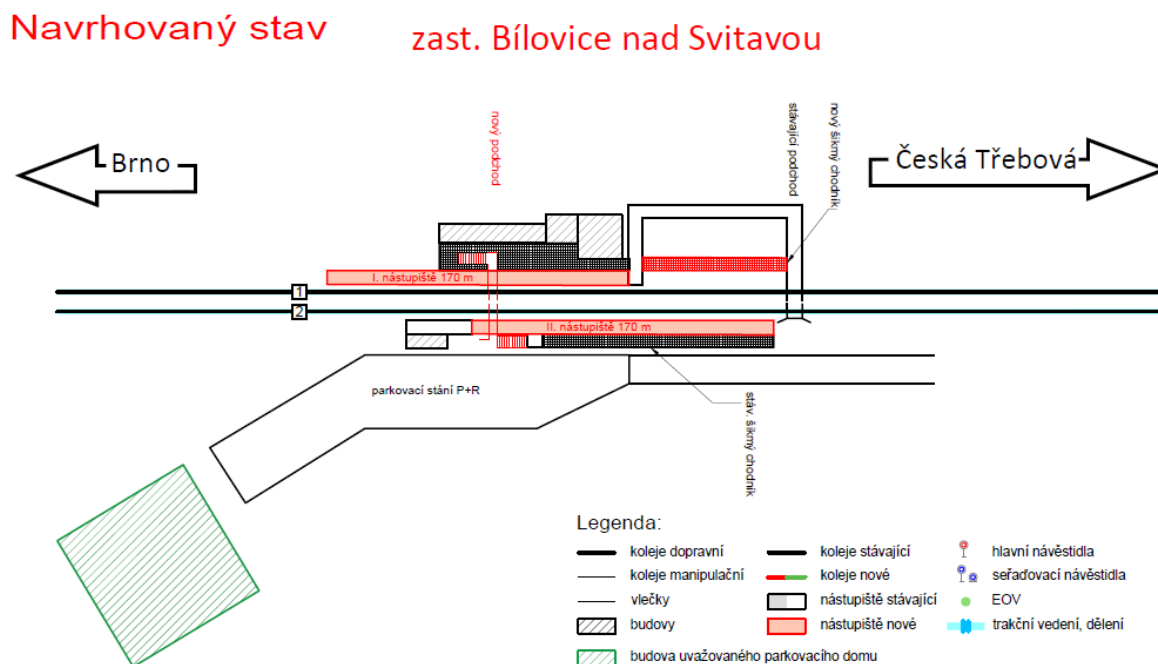 Navrhovaný stav
zast. Bílovice nad Svitavou
nový podchod
stávající podchod
nový šikmý chodník
Brno
Česká Třebová
I. nástupiště 170 m
1
2
II. nástupiště 170 m
parkovací stání P+R
stáv. šikmý chodník
Legenda:
koleje dopravní
koleje stávající
hlavní návěstidla
koleje manipulační
koleje nové
seřaďovací návěstidla
vlečky
nástupiště stávající
EOV
budovy
nástupiště nové
trakční vedení, dělení
budova uvažovaného parkovacího domu